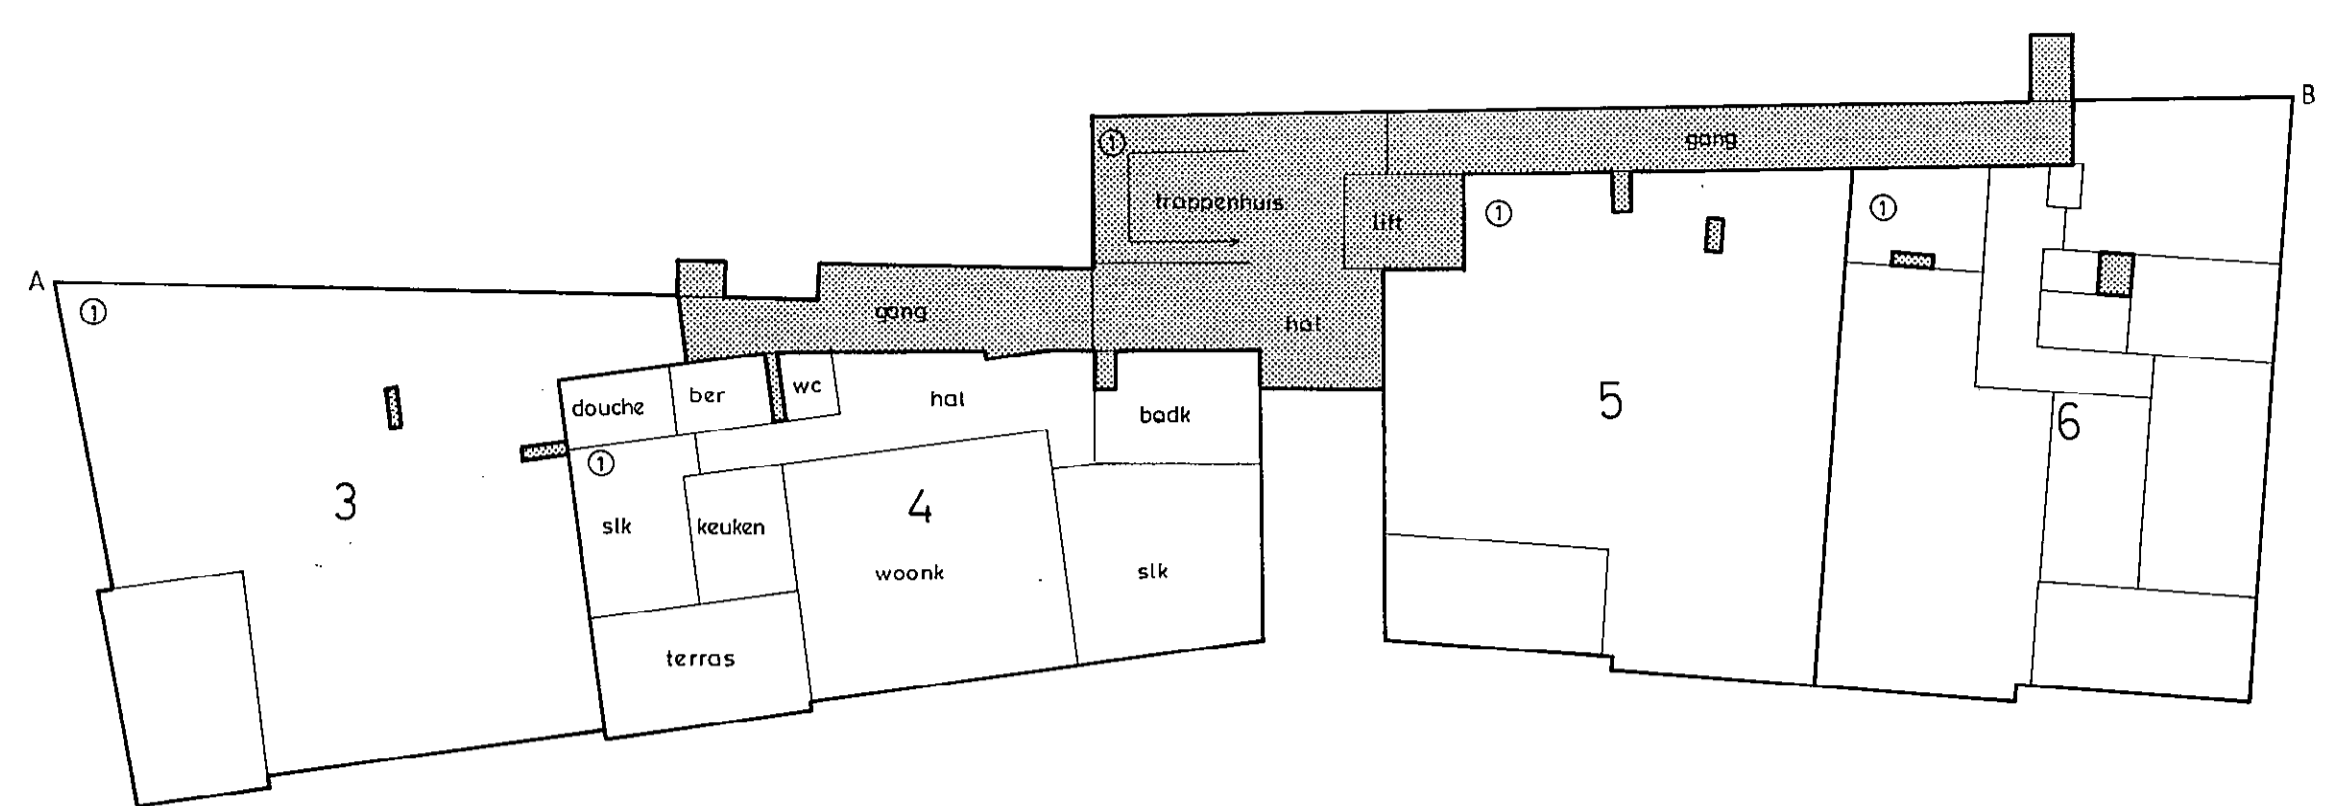 B
A
①
gang
trappenhuis
lift
①
①
①
gang
hal
douche
ber
wc
hal
badk
①
3
slk
keuken
4
woonk
slk
terras
5
6